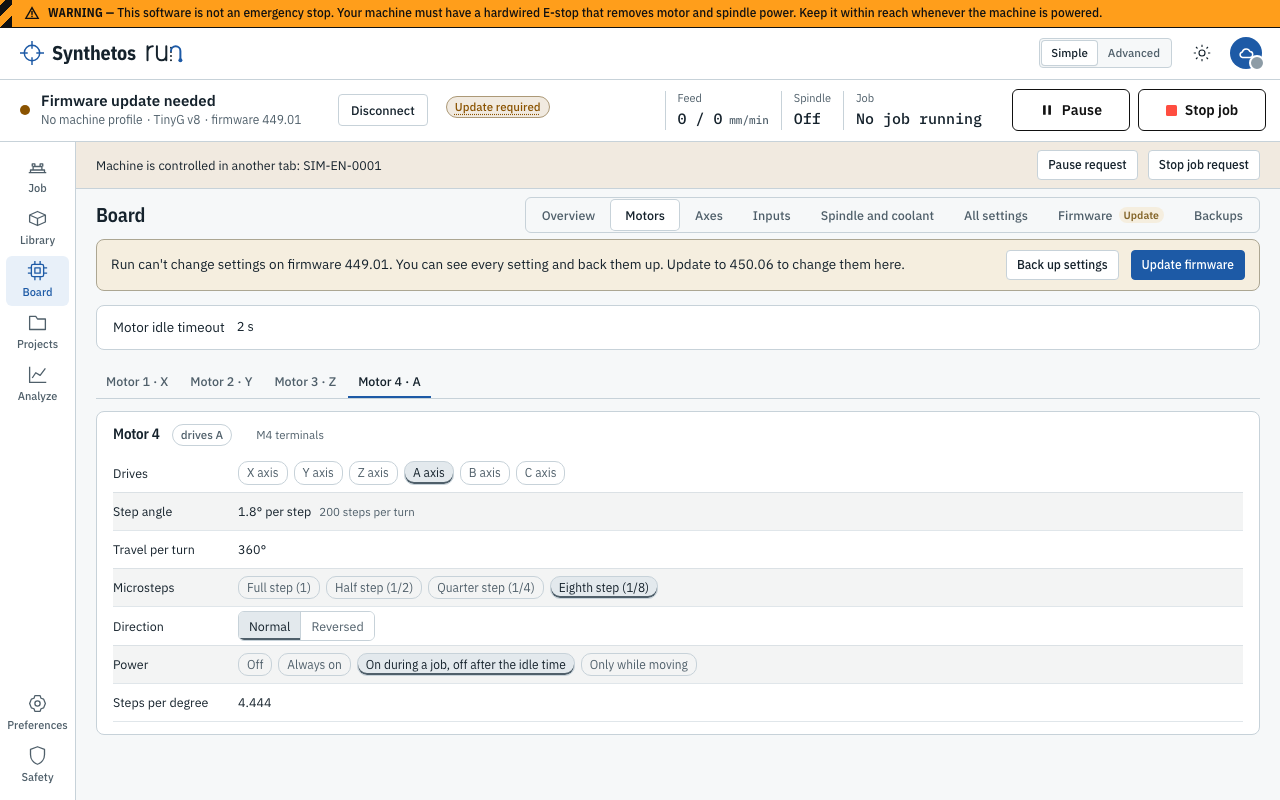 WARNING — This software is not an emergency stop. Your machine must have a hardwired E-stop that removes motor and spindle power. Keep it within reach whenever the machine is powered.
Synthetos run
Simple Advanced
Firmware update needed
No machine profile · TinyG v8 · firmware 449.01
Disconnect
Update required
Feed
0 / 0 mm/min
Spindle
Off
Job
No job running
Pause
Stop job
Machine is controlled in another tab: SIM-EN-0001
Pause request
Stop job request
Job
Library
Board
Projects
Analyze
Preferences
Safety
Board
Overview Motors Axes Inputs Spindle and coolant All settings Firmware Update Backups
Run can't change settings on firmware 449.01. You can see every setting and back them up. Update to 450.06 to change them here.
Back up settings
Update firmware
Motor idle timeout 2 s
Motor 1 · X Motor 2 · Y Motor 3 · Z Motor 4 · A
Motor 4 drives A M4 terminals
Drives X axis Y axis Z axis A axis B axis C axis
Step angle 1.8° per step 200 steps per turn
Travel per turn 360°
Microsteps Full step (1) Half step (1/2) Quarter step (1/4) Eighth step (1/8)
Direction Normal Reversed
Power Off Always on On during a job, off after the idle time Only while moving
Steps per degree 4.444